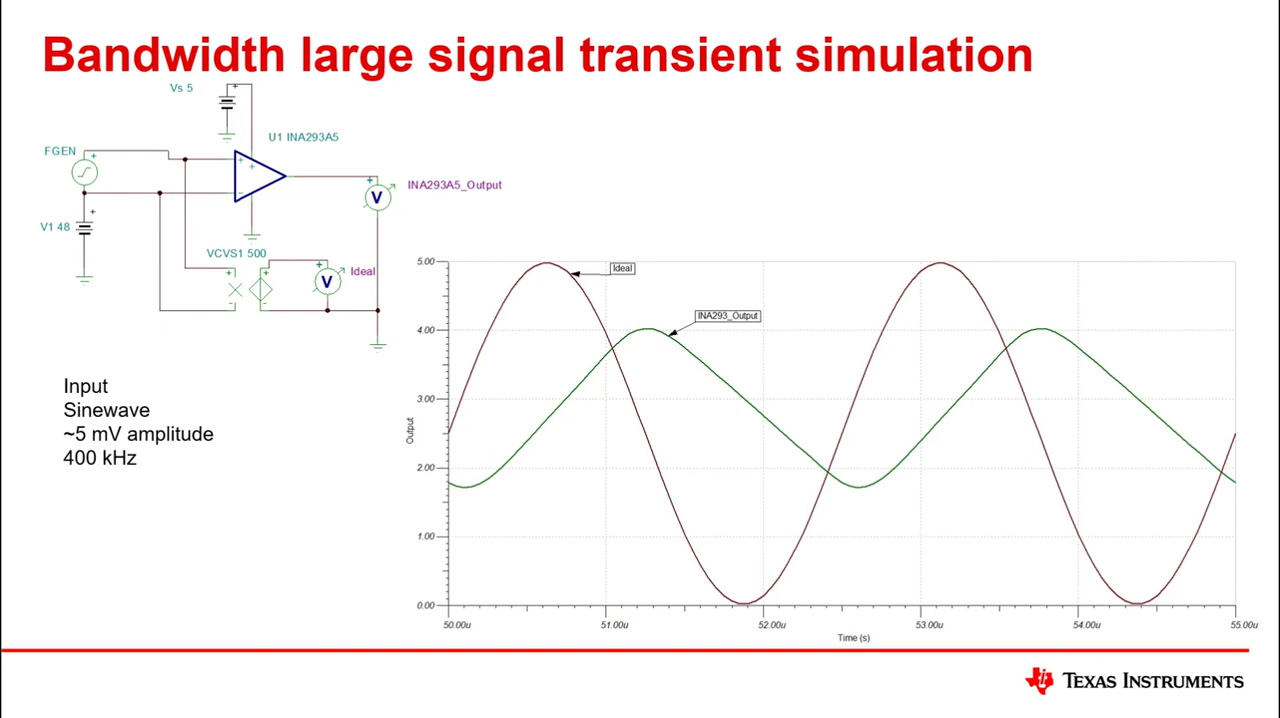 Bandwidth large signal transient simulation
Vs 5
U1 INA293A5
FGEN
INA293A5_Output
V
V1 48
VCVS1 500
Ideal
V
Input
Sinewave
~5 mV amplitude
400 kHz
5.00
Ideal
INA293_Output
4.00
3.00
Output
2.00
1.00
0.00
50.00u 51.00u 52.00u 53.00u 54.00u 55.00u
Time (s)
TEXAS INSTRUMENTS